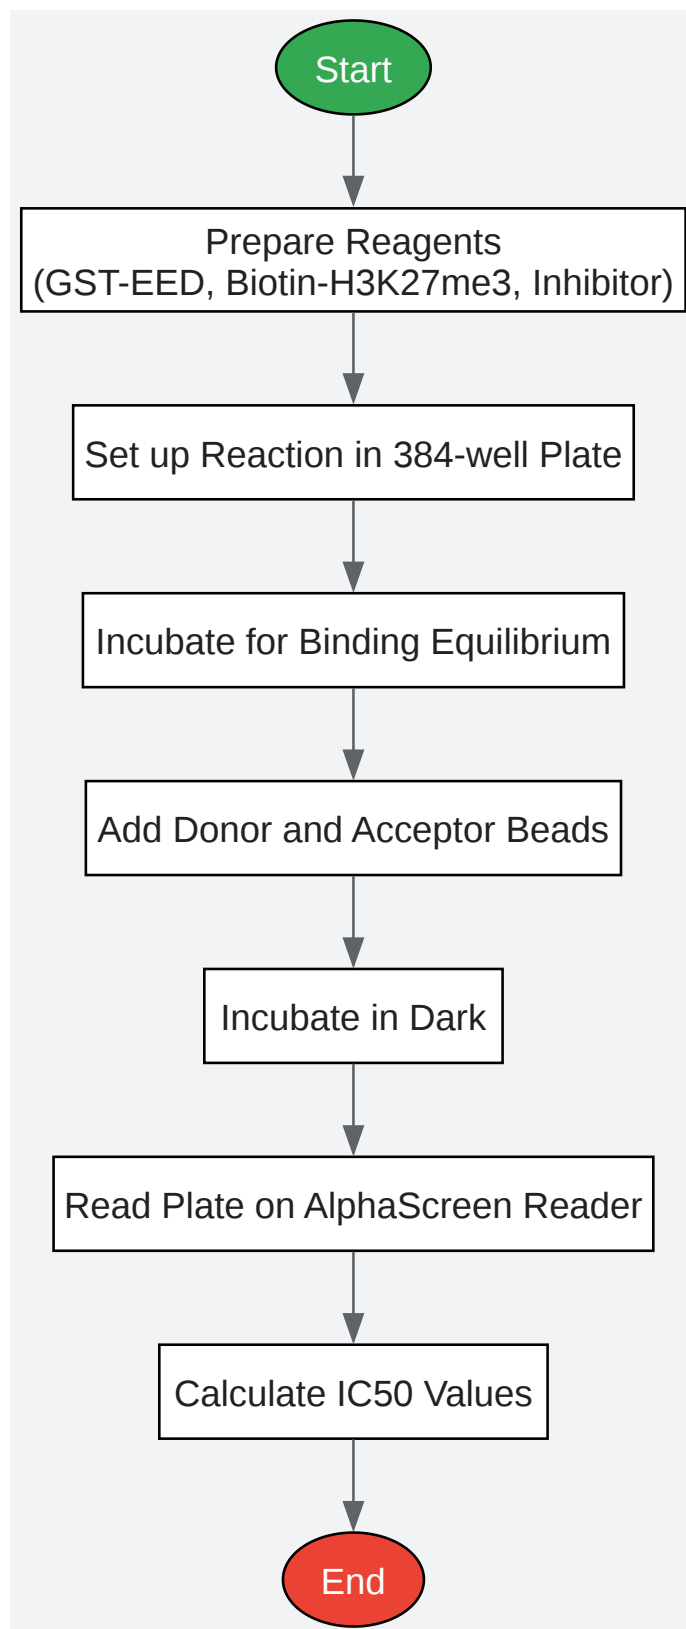 Start
Prepare Reagents
(GST-EED, Biotin-H3K27me3, Inhibitor)
Set up Reaction in 384-well Plate
Incubate for Binding Equilibrium
Add Donor and Acceptor Beads
Incubate in Dark
Read Plate on AlphaScreen Reader
Calculate IC50 Values
End